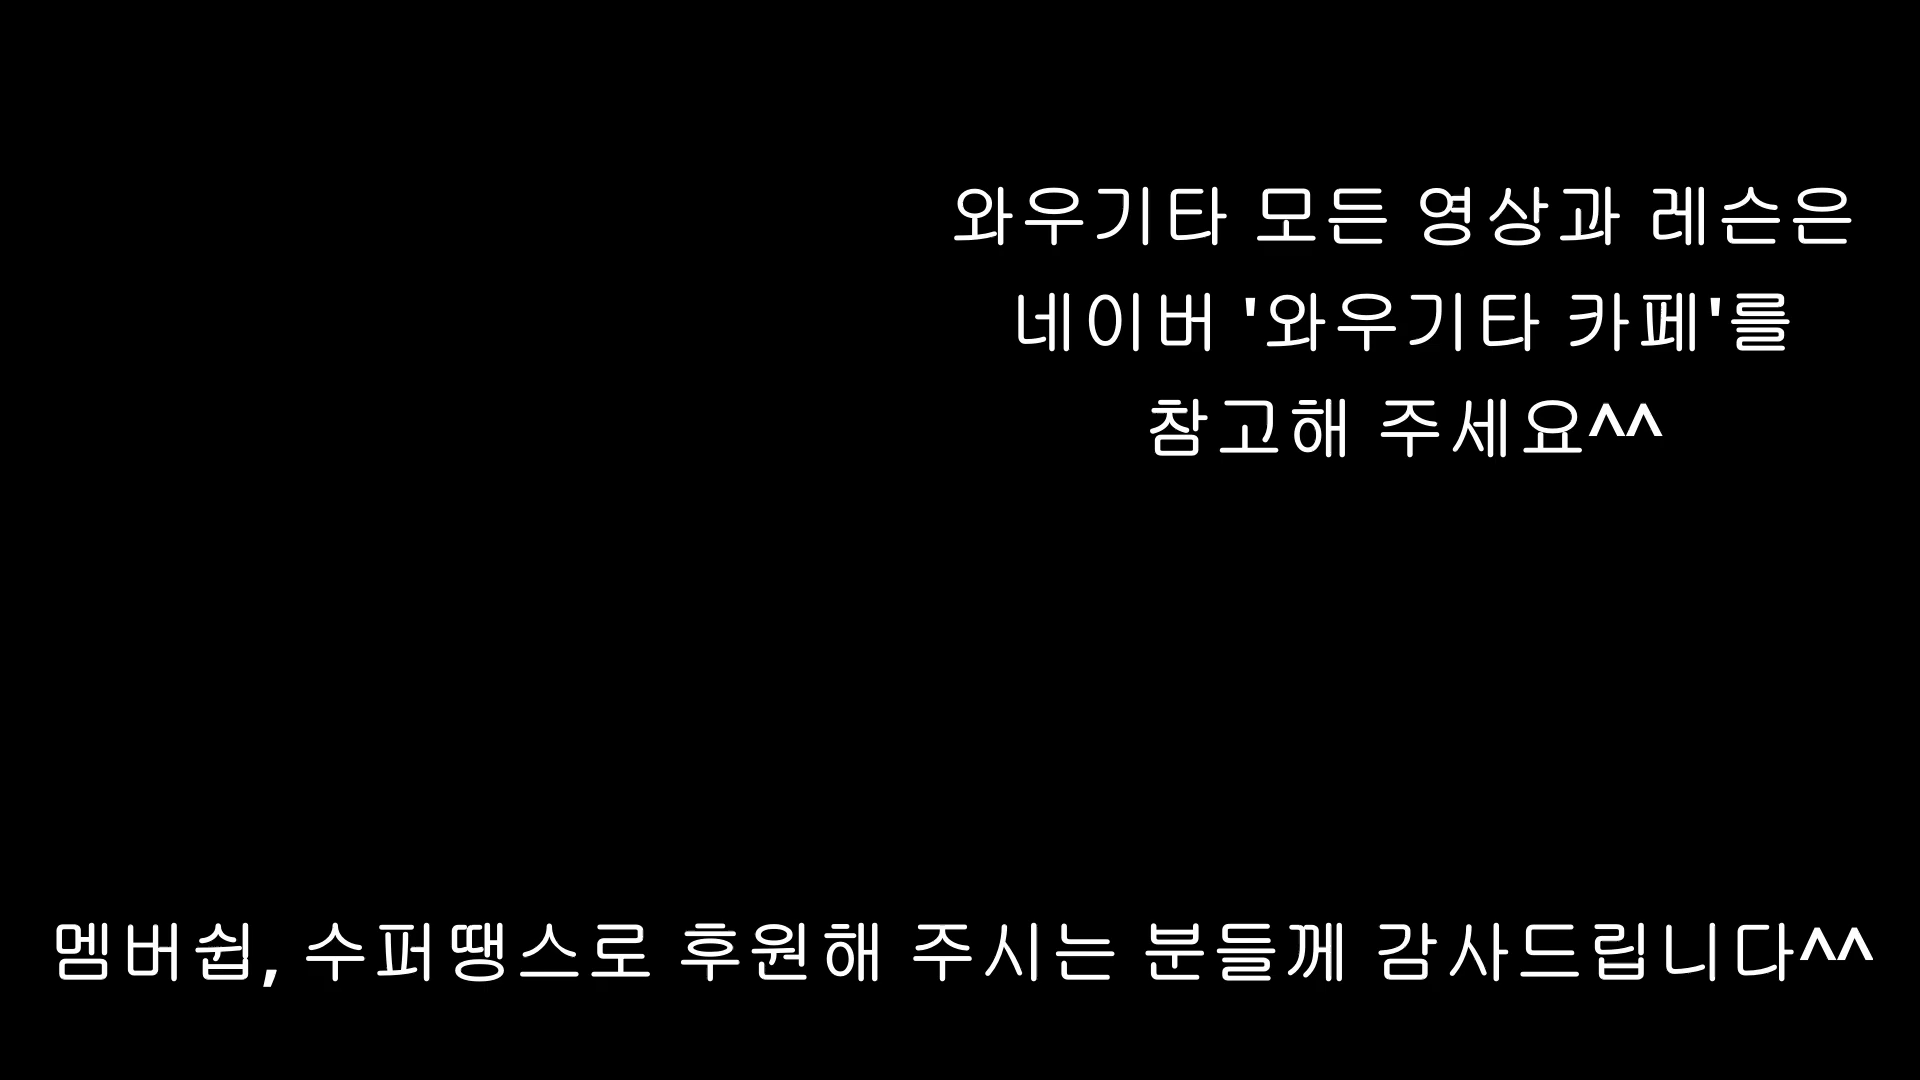 와우기타 모든 영상과 레슨은
네이버 '와우기타 카페'를
참고해 주세요^^
멤버쉽, 수퍼땡스로 후원해 주시는 분들께 감사드립니다^^